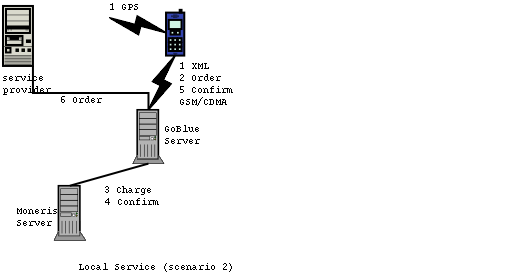 1 GPS
service
provider
1 XML
2 Order
5 Confirm
GSM/CDMA
6 Order
GoBlue
Server
3 Charge
4 Confirm
Moneris
Server
Local Service (scenario 2)